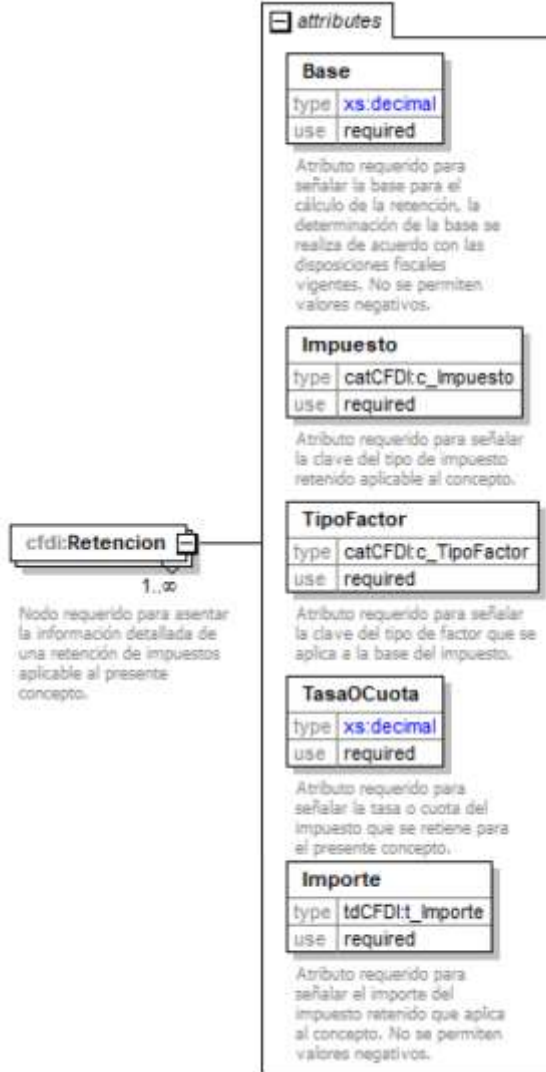 attributes
Base
type xs:decimal
use required
Atributo requerido para
señalar la base para el
cálculo de la retención, la
determinación de la base se
realiza de acuerdo con las
disposiciones fiscales
vigentes. No se permiten
valores negativos.
Impuesto
type catCFDI:c_Impuesto
use required
Atributo requerido para señalar
la clave del tipo de impuesto
retenido aplicable al concepto.
cfdi:Retencion
1..∞
Nodo requerido para asentar
la información detallada de
una retención de impuestos
aplicable al presente
concepto.
TipoFactor
type catCFDI:c_TipoFactor
use required
Atributo requerido para señalar
la clave del tipo de factor que se
aplica a la base del impuesto.
TasaOCuota
type xs:decimal
use required
Atributo requerido para
señalar la tasa o cuota del
impuesto que se retiene para
el presente concepto.
Importe
type tdCFDI:t_Importe
use required
Atributo requerido para
señalar el importe del
impuesto retenido que aplica
al concepto. No se permiten
valores negativos.